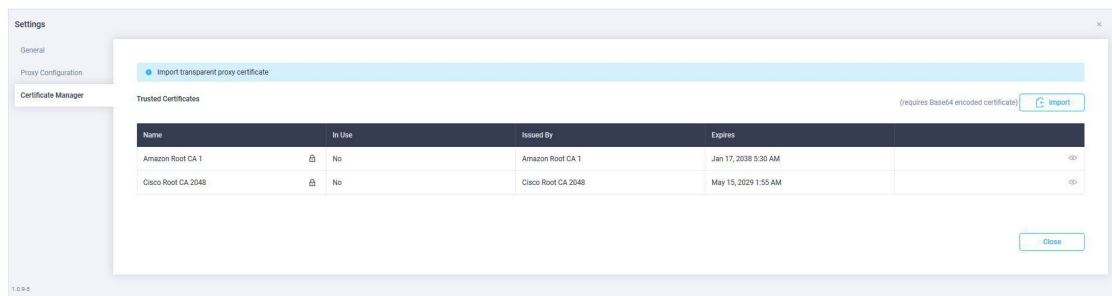 Settings
×
General
Proxy Configuration
Certificate Manager
Import transparent proxy certificate
Trusted Certificates
(requires Base64 encoded certificate) Import
Name In Use Issued By Expires
Amazon Root CA 1 No Amazon Root CA 1 Jan 17, 2038 5:30 AM
Cisco Root CA 2048 No Cisco Root CA 2048 May 15, 2029 1:55 AM
Close
1.0.9-5